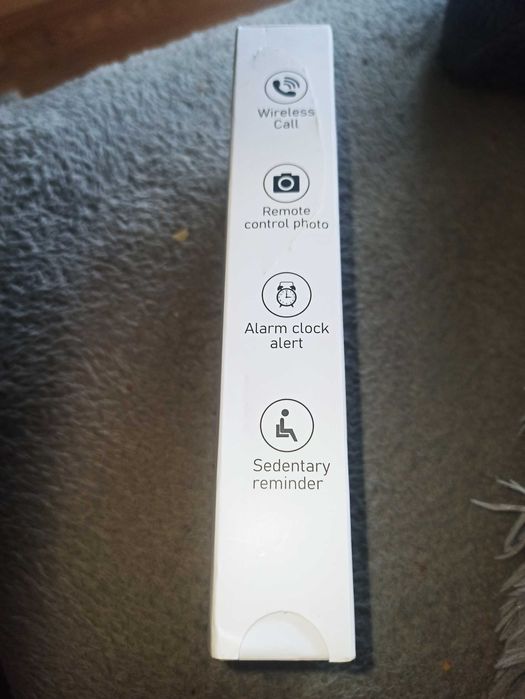 Wireless
Call
Remote
control photo
Alarm clock
alert
Sedentary
reminder